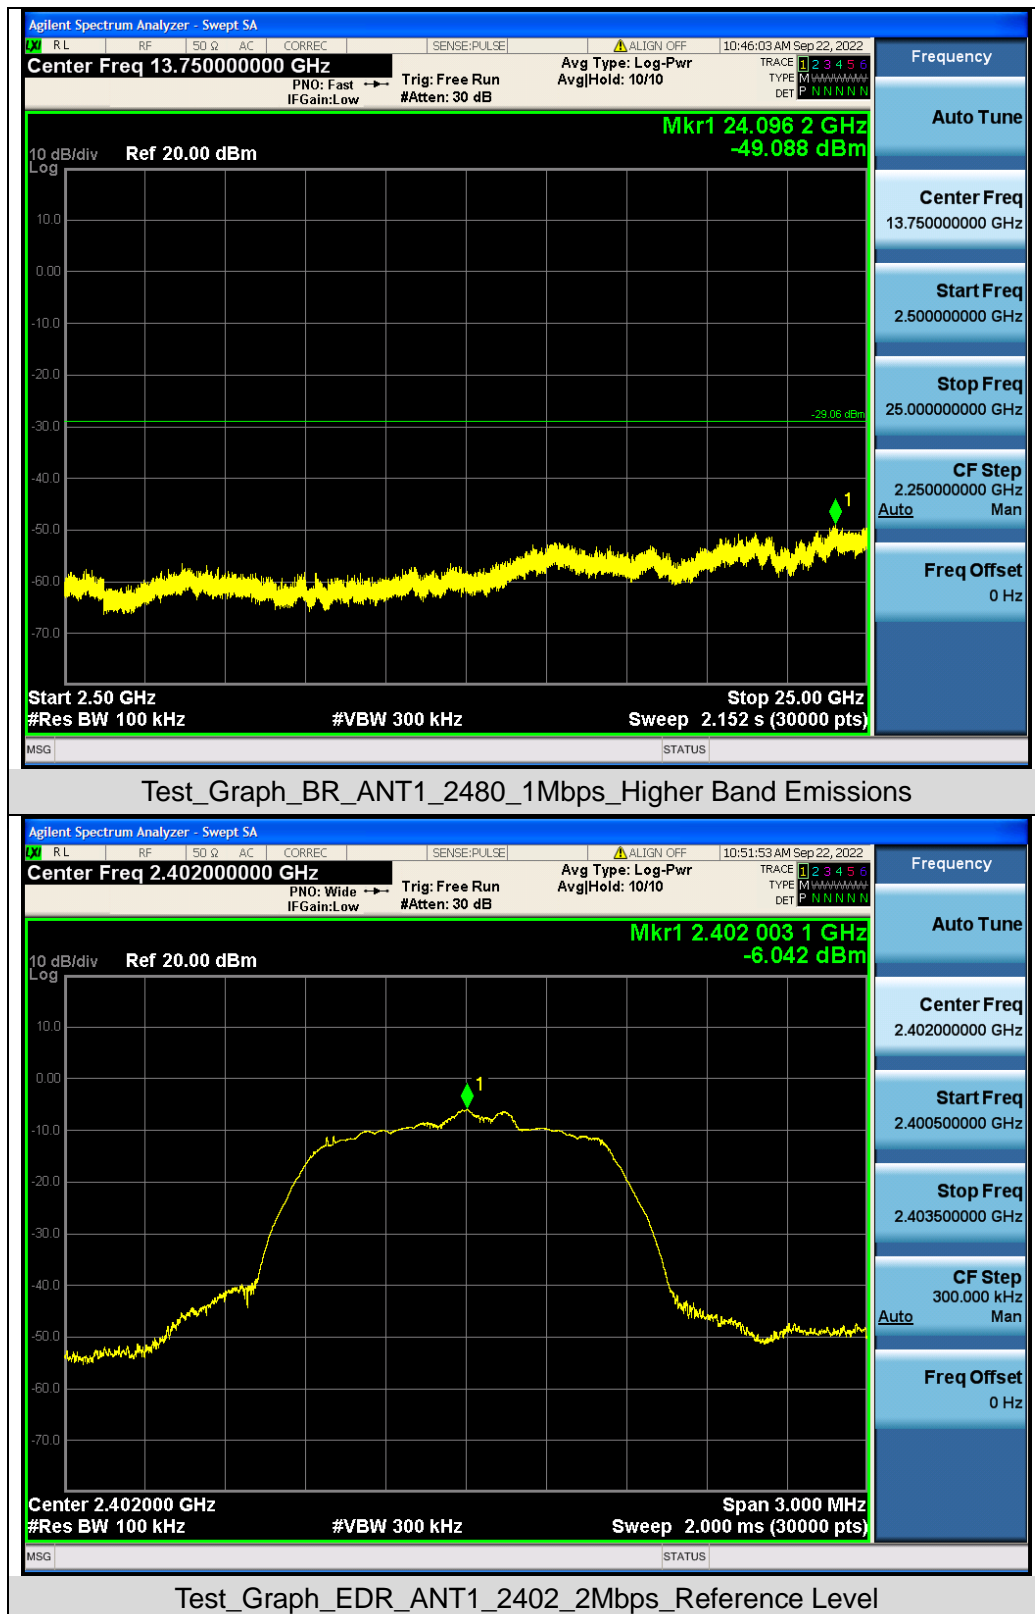 Agilent Spectrum Analyzer - Swept SA
LXI RL RF 50 Ω AC CORREC SENSE:PULSE ALIGN OFF 10:46:03 AM Sep 22, 2022
Center Freq 13.750000000 GHz
PNO: Fast Trig: Free Run Avg Type: Log-Pwr TRACE 1 2 3 4 5 6
IFGain:Low #Atten: 30 dB Avg|Hold: 10/10 TYPE M WWWWW
DET P N N N N N
Mkr1 24.096 2 GHz
-49.088 dBm
10 dB/div Ref 20.00 dBm
Log
10.0
0.00
-10.0
-20.0
-29.06 dBm
-30.0
-40.0
1
-50.0
-60.0
-70.0
Start 2.50 GHz Stop 25.00 GHz
#Res BW 100 kHz #VBW 300 kHz Sweep 2.152 s (30000 pts)
MSG STATUS
Frequency
Auto Tune
Center Freq
13.750000000 GHz
Start Freq
2.500000000 GHz
Stop Freq
25.000000000 GHz
CF Step
2.250000000 GHz
Auto Man
Freq Offset
0 Hz
Test_Graph_BR_ANT1_2480_1Mbps_Higher Band Emissions
Agilent Spectrum Analyzer - Swept SA
LXI RL RF 50 Ω AC CORREC SENSE:PULSE ALIGN OFF 10:51:53 AM Sep 22, 2022
Center Freq 2.402000000 GHz
PNO: Wide Trig: Free Run Avg Type: Log-Pwr TRACE 1 2 3 4 5 6
IFGain:Low #Atten: 30 dB Avg|Hold: 10/10 TYPE M WWWWW
DET P N N N N N
Mkr1 2.402 003 1 GHz
-6.042 dBm
10 dB/div Ref 20.00 dBm
Log
10.0
0.00
1
-10.0
-20.0
-30.0
-40.0
-50.0
-60.0
-70.0
Center 2.402000 GHz Span 3.000 MHz
#Res BW 100 kHz #VBW 300 kHz Sweep 2.000 ms (30000 pts)
MSG STATUS
Frequency
Auto Tune
Center Freq
2.402000000 GHz
Start Freq
2.400500000 GHz
Stop Freq
2.403500000 GHz
CF Step
300.000 kHz
Auto Man
Freq Offset
0 Hz
Test_Graph_EDR_ANT1_2402_2Mbps_Reference Level